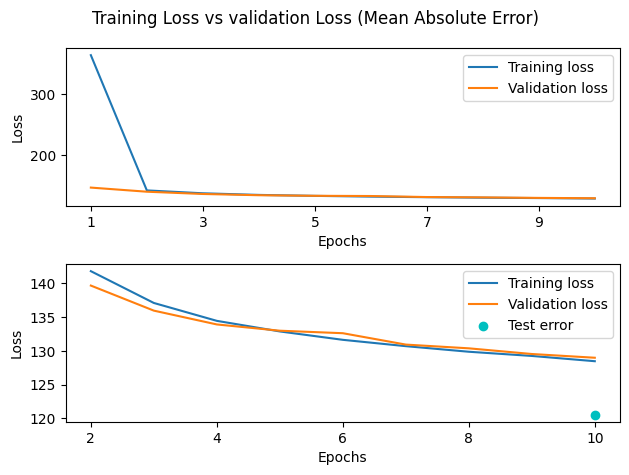 Training Loss vs validation Loss (Mean Absolute Error)
300
200
Loss
Training loss
Validation loss
1 3 5 7 9
Epochs
140
135
130
125
120
Loss
Training loss
Validation loss
Test error
2 4 6 8 10
Epochs